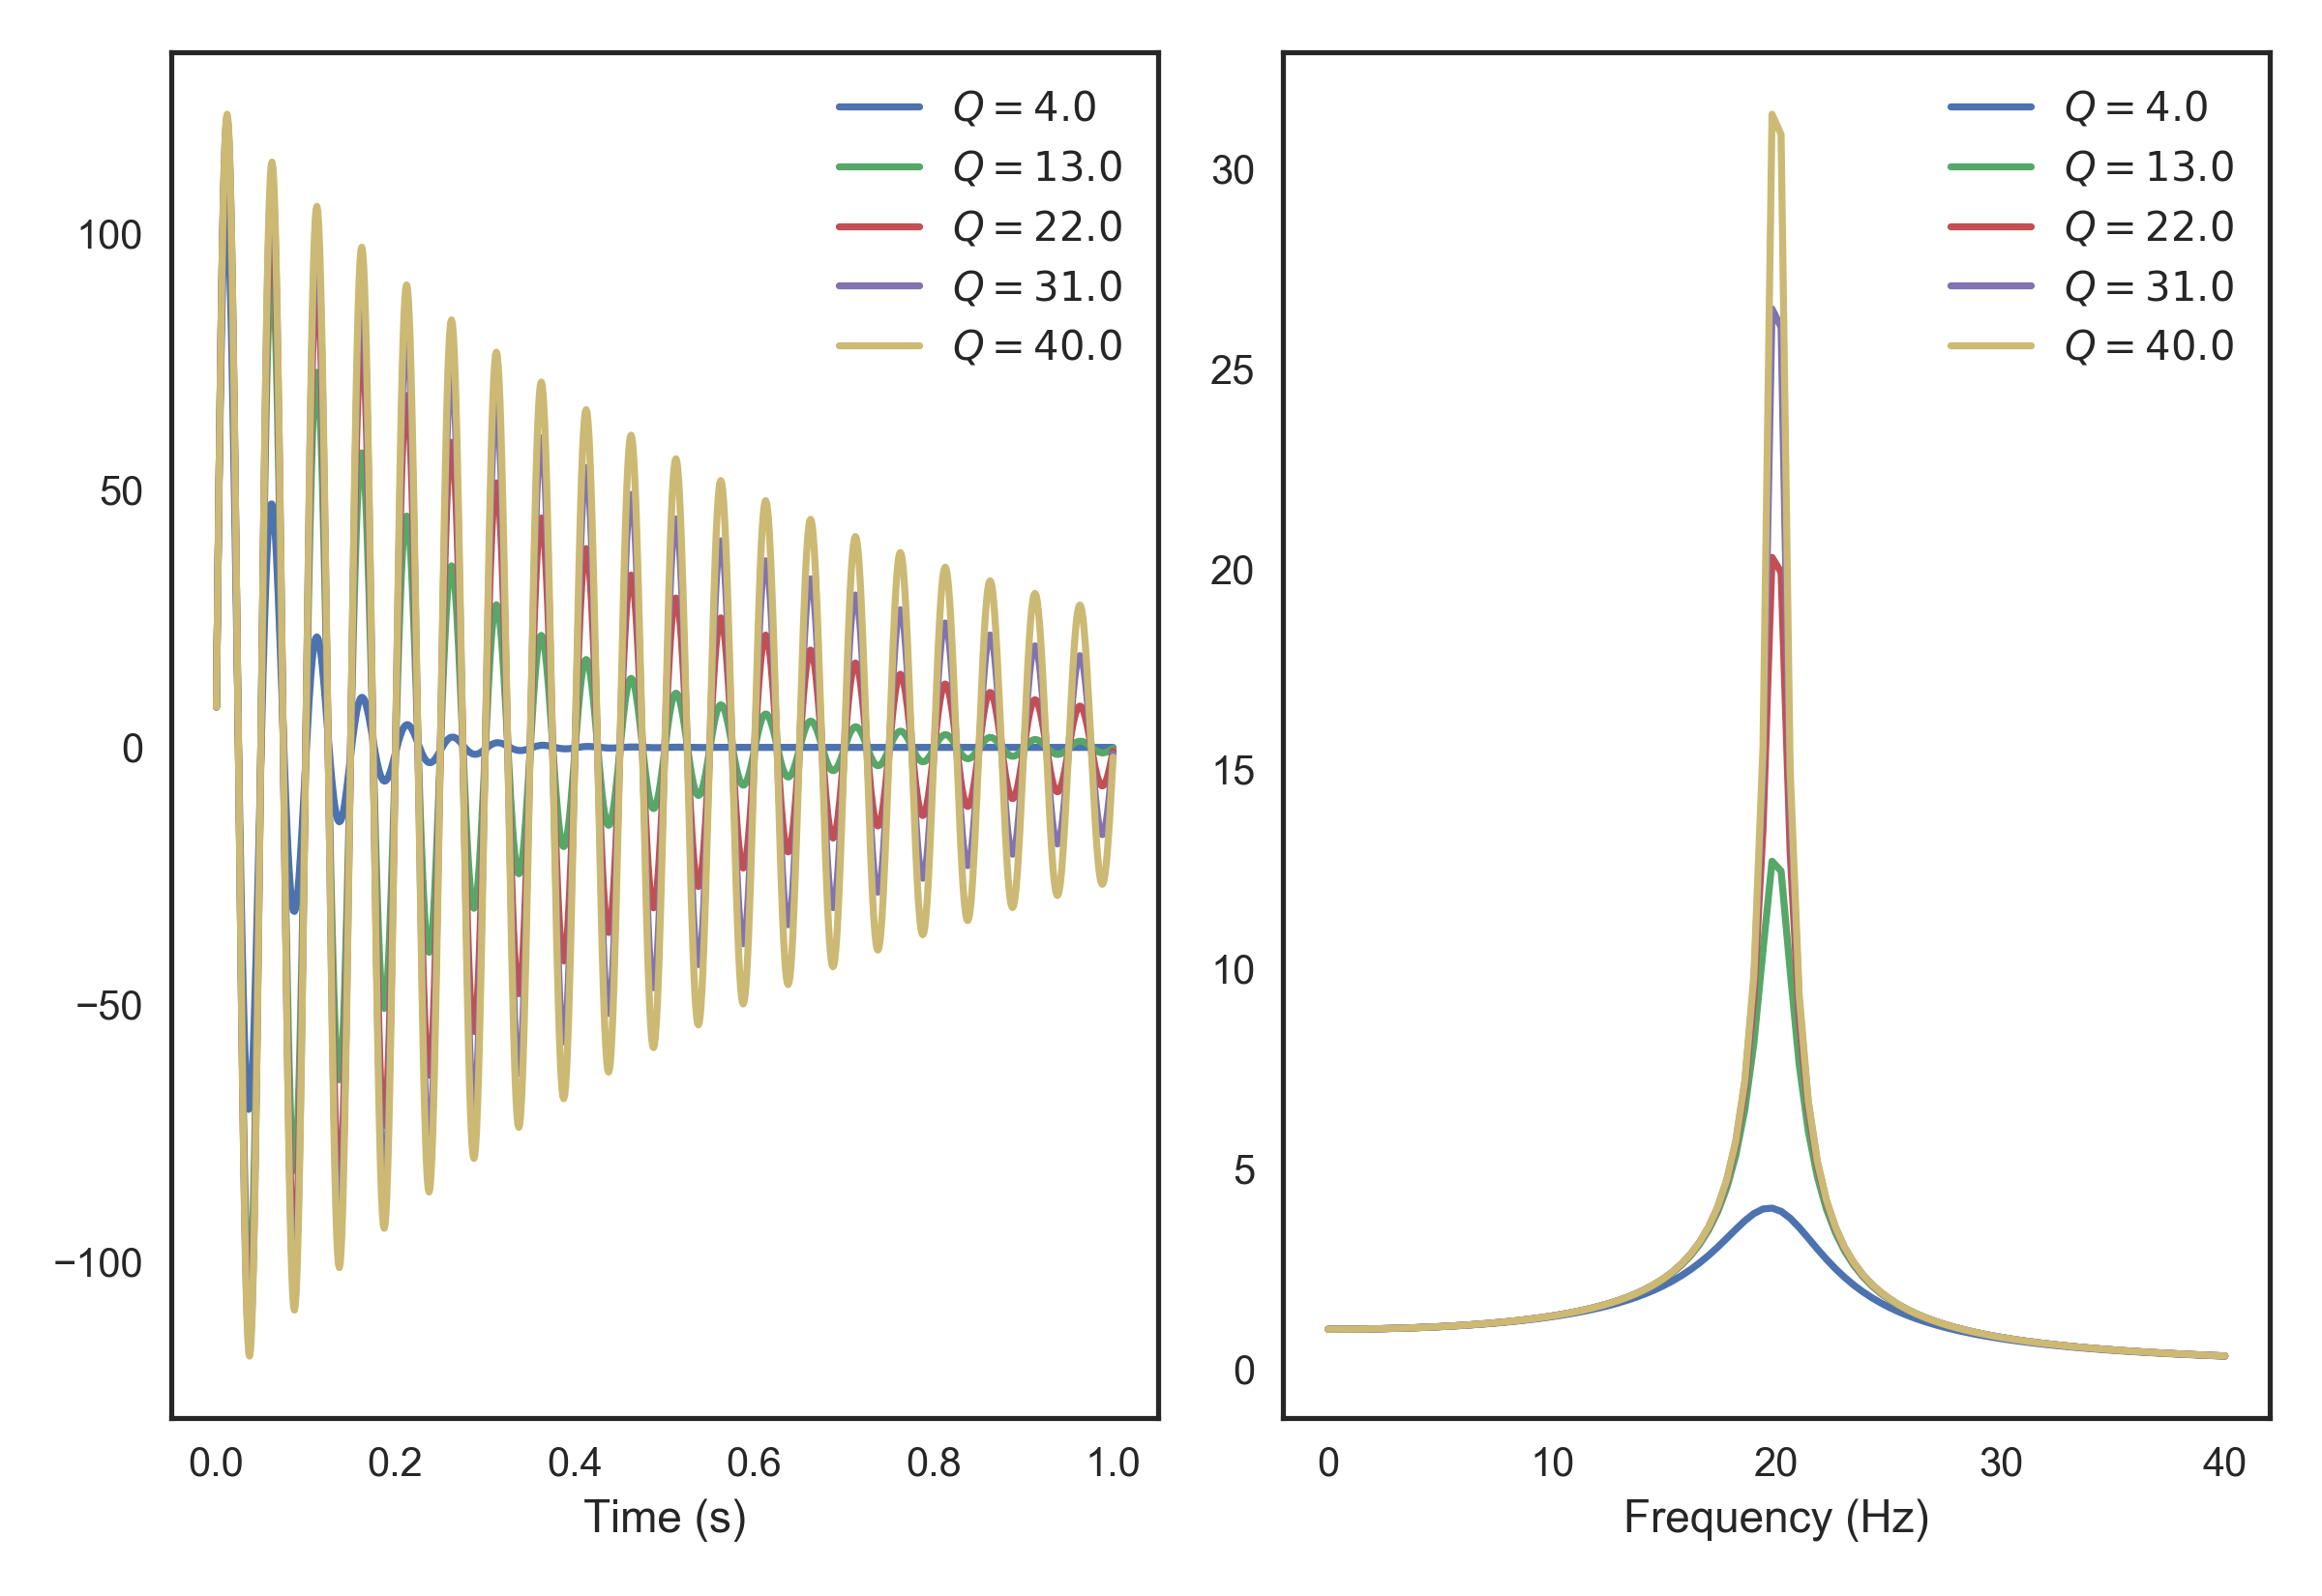 Q = 4.0
Q = 13.0
Q = 22.0
Q = 31.0
Q = 40.0
100
50
0
−50
−100
0.0 0.2 0.4 0.6 0.8 1.0
Time (s)
Q = 4.0
Q = 13.0
Q = 22.0
Q = 31.0
Q = 40.0
30
25
20
15
10
5
0
0 10 20 30 40
Frequency (Hz)